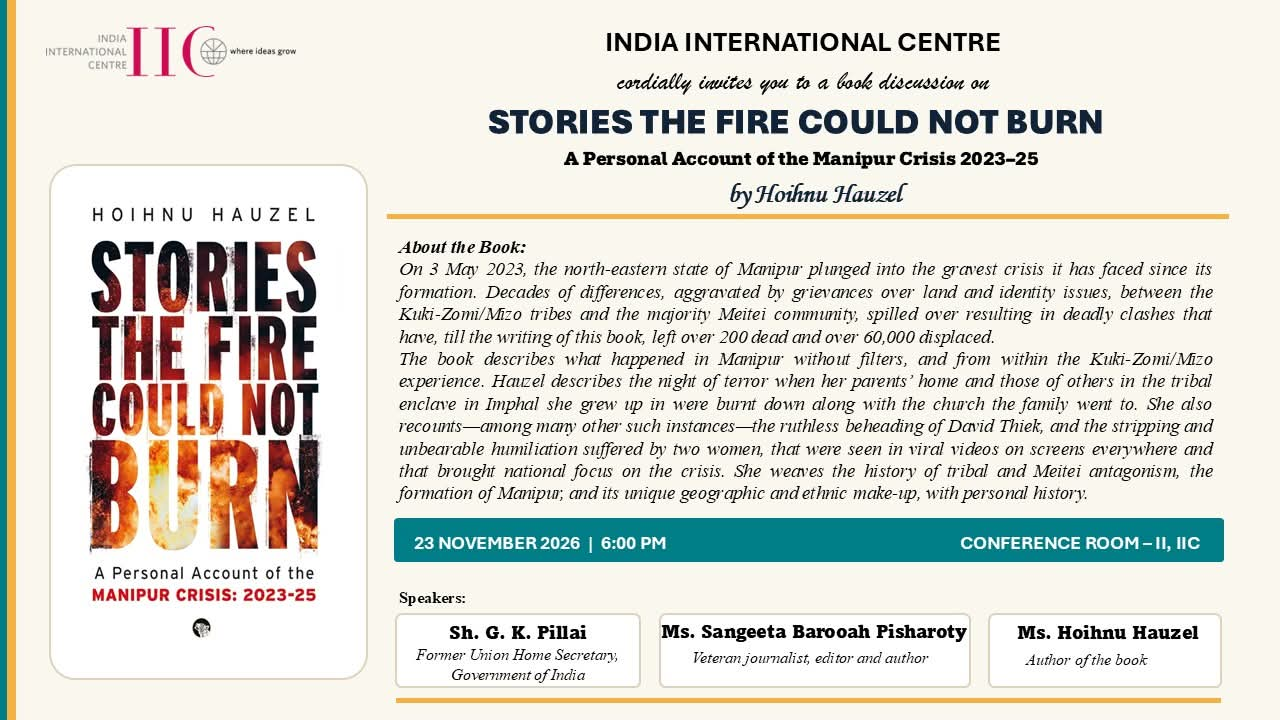 INDIA
INTERNATIONAL
CENTRE
IIC
where ideas grow
INDIA INTERNATIONAL CENTRE
cordially invites you to a book discussion on
STORIES THE FIRE COULD NOT BURN
A Personal Account of the Manipur Crisis 2023–25
by Hoihnu Hauzel
HOIHNU HAUZEL
STORIES
THE FIRE
COULD NOT
BURN
A Personal Account of the
MANIPUR CRISIS: 2023-25
About the Book:
On 3 May 2023, the north-eastern state of Manipur plunged into the gravest crisis it has faced since its
formation. Decades of differences, aggravated by grievances over land and identity issues, between the
Kuki-Zomi/Mizo tribes and the majority Meitei community, spilled over resulting in deadly clashes that
have, till the writing of this book, left over 200 dead and over 60,000 displaced.
The book describes what happened in Manipur without filters, and from within the Kuki-Zomi/Mizo
experience. Hauzel describes the night of terror when her parents’ home and those of others in the tribal
enclave in Imphal she grew up in were burnt down along with the church the family went to. She also
recounts—among many other such instances—the ruthless beheading of David Thiek, and the stripping and
unbearable humiliation suffered by two women, that were seen in viral videos on screens everywhere and
that brought national focus on the crisis. She weaves the history of tribal and Meitei antagonism, the
formation of Manipur, and its unique geographic and ethnic make-up, with personal history.
23 NOVEMBER 2026 | 6:00 PM
CONFERENCE ROOM – II, IIC
Speakers:
Sh. G. K. Pillai
Former Union Home Secretary,
Government of India
Ms. Sangeeta Barooah Pisharoty
Veteran journalist, editor and author
Ms. Hoihnu Hauzel
Author of the book